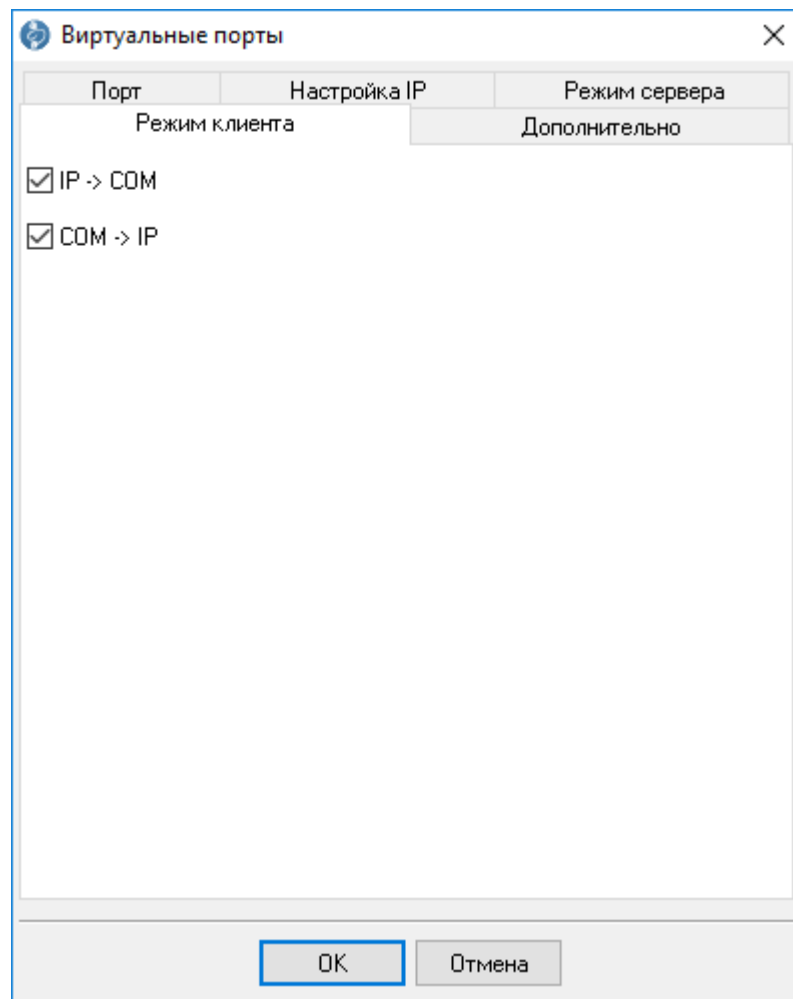 Виртуальные порты
Порт Настройка IP Режим сервера
Режим клиента Дополнительно
IP -> COM
COM -> IP
OK Отмена